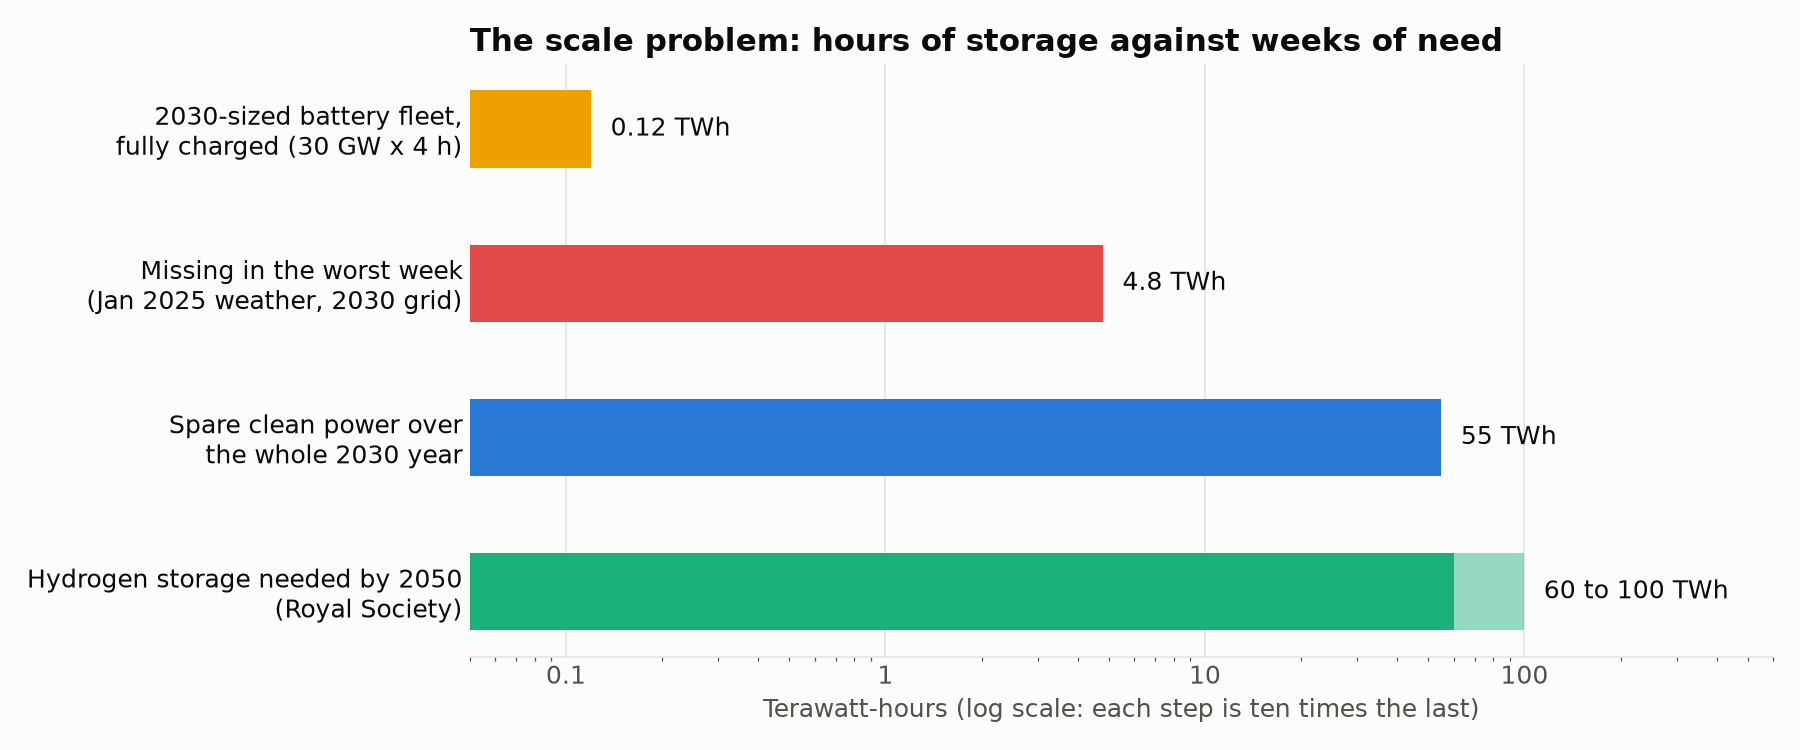 The scale problem: hours of storage against weeks of need
2030-sized battery fleet,
fully charged (30 GW x 4 h)
0.12 TWh
Missing in the worst week
(Jan 2025 weather, 2030 grid)
4.8 TWh
Spare clean power over
the whole 2030 year
55 TWh
Hydrogen storage needed by 2050
(Royal Society)
60 to 100 TWh
0.1 1 10 100
Terawatt-hours (log scale: each step is ten times the last)